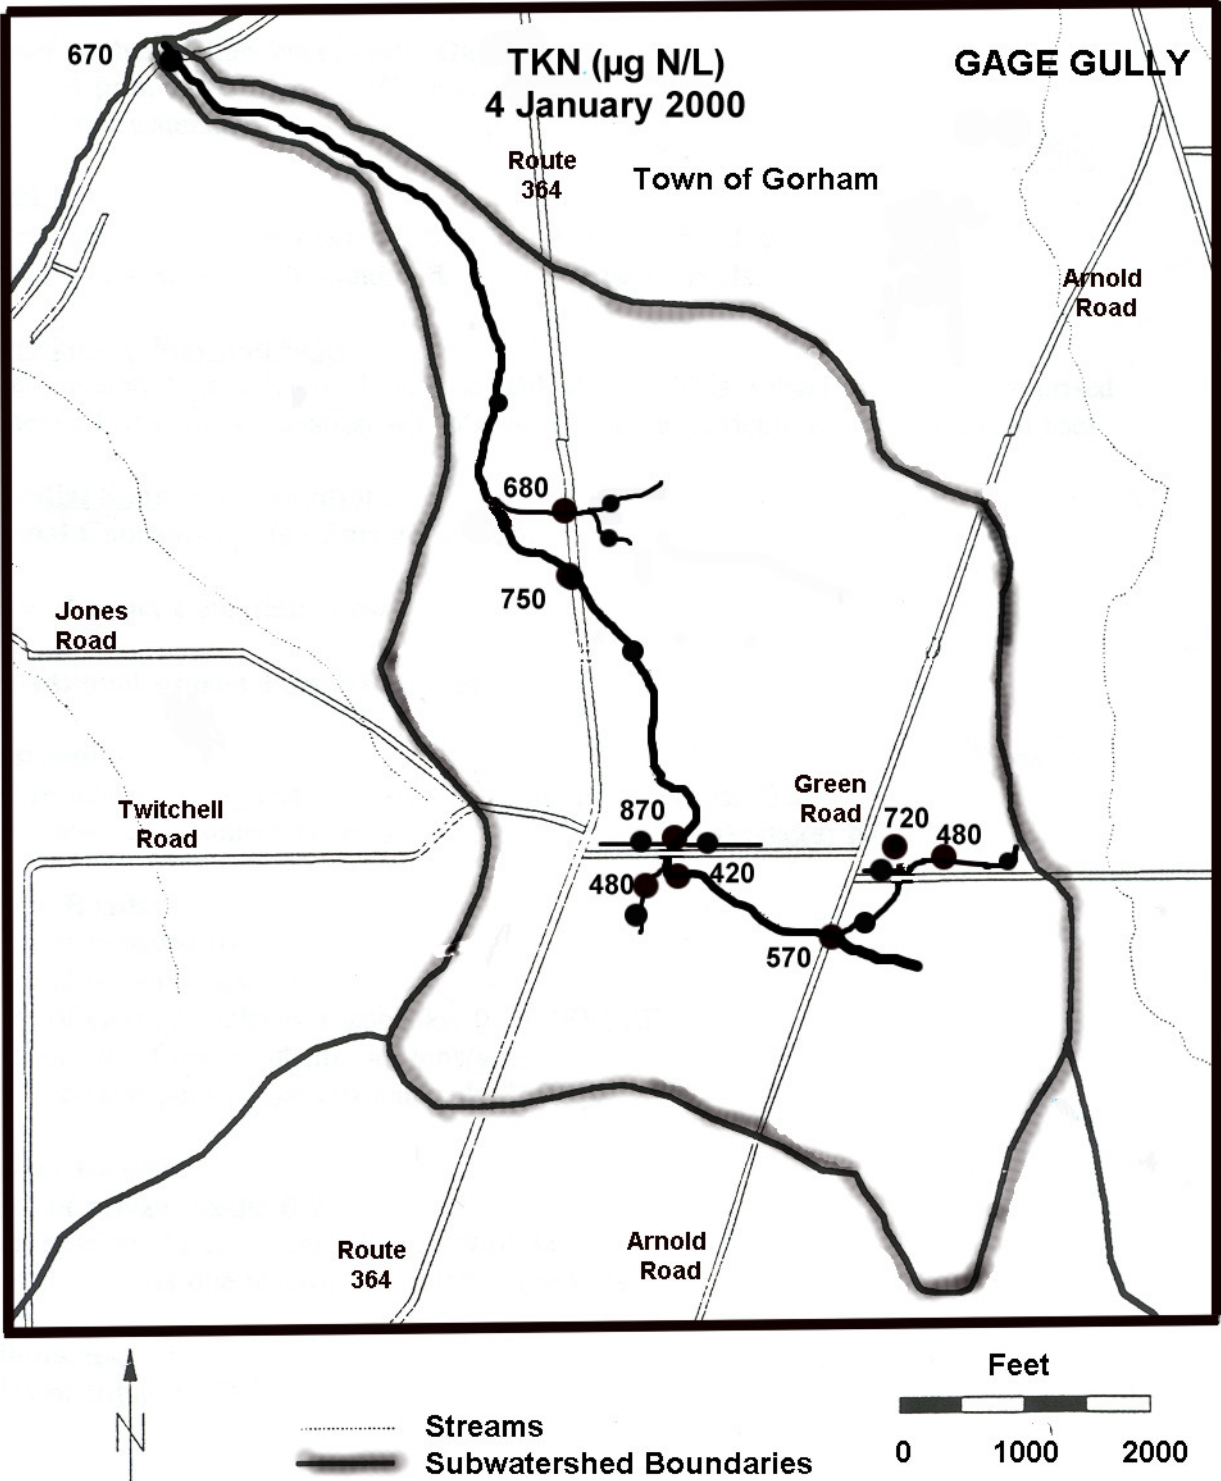 670
TKN (µg N/L)
4 January 2000
GAGE GULLY
Route
364
Town of Gorham
Arnold
Road
680
750
Jones
Road
Twitchell
Road
870
Green
Road
720
480
480
420
570
Route
364
Arnold
Road
N
Streams
Subwatershed Boundaries
Feet
0 1000 2000